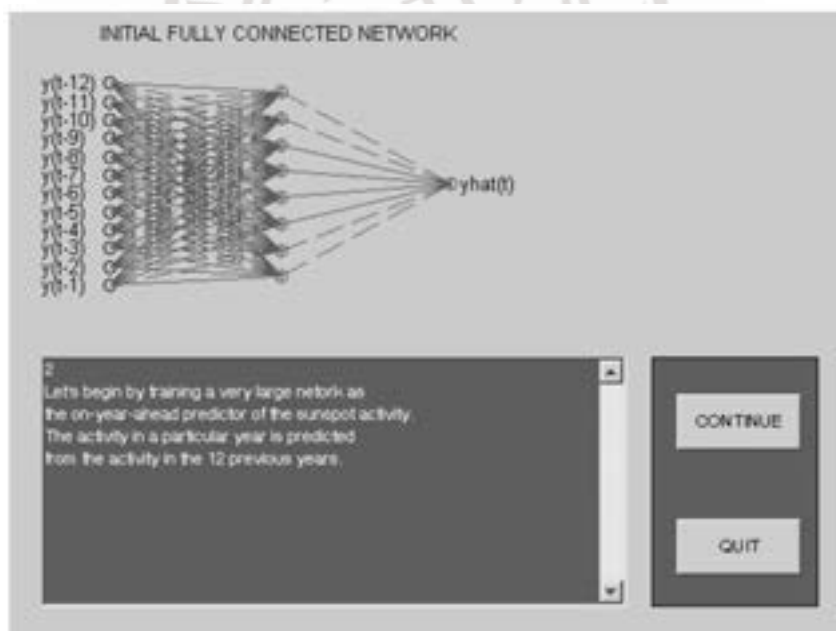 INITIAL FULLY CONNECTED NETWORK
y(t-12)
y(t-11)
y(t-10)
y(t-9)
y(t-8)
y(t-7)
y(t-6)
y(t-5)
y(t-4)
y(t-3)
y(t-2)
y(t-1)
yhat(t)
2
Let's begin by training a very large netork as
the on-year-ahead predictor of the sunspot activity.
The activity in a particular year is predicted
from the activity in the 12 previous years.
CONTINUE
QUIT